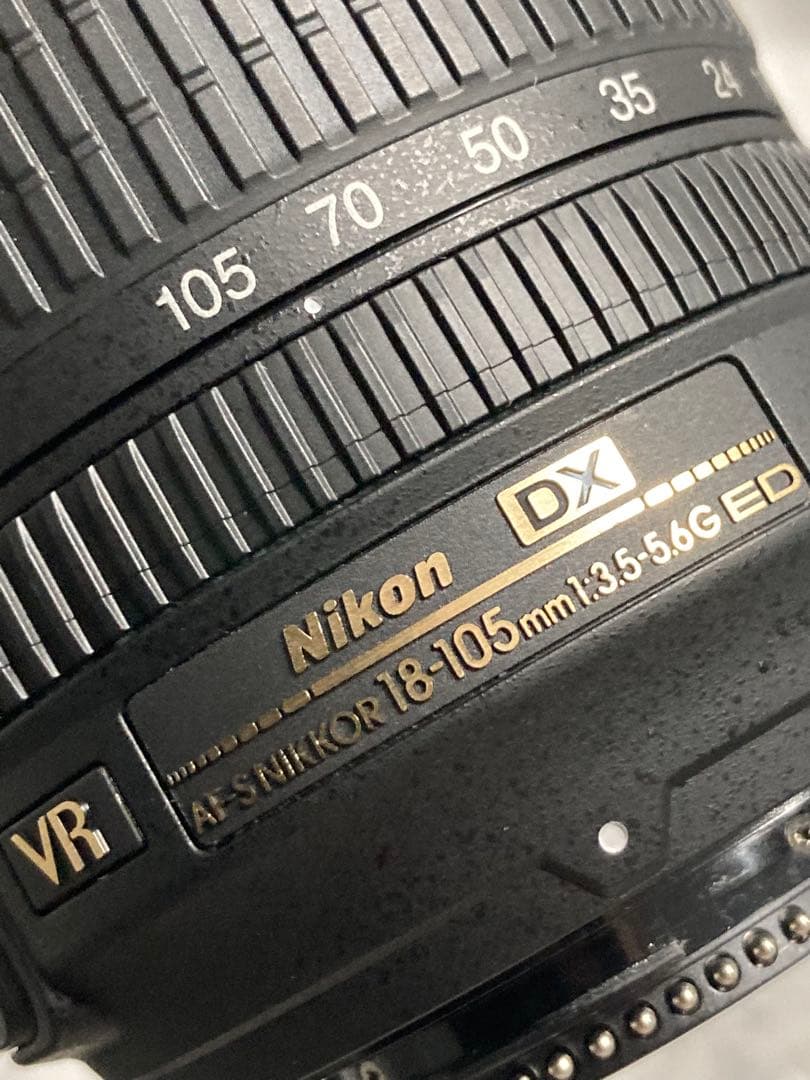 105 70 50 35 24
Nikon DX
AF-S NIKKOR 18-105mm 1:3.5-5.6G ED
VR